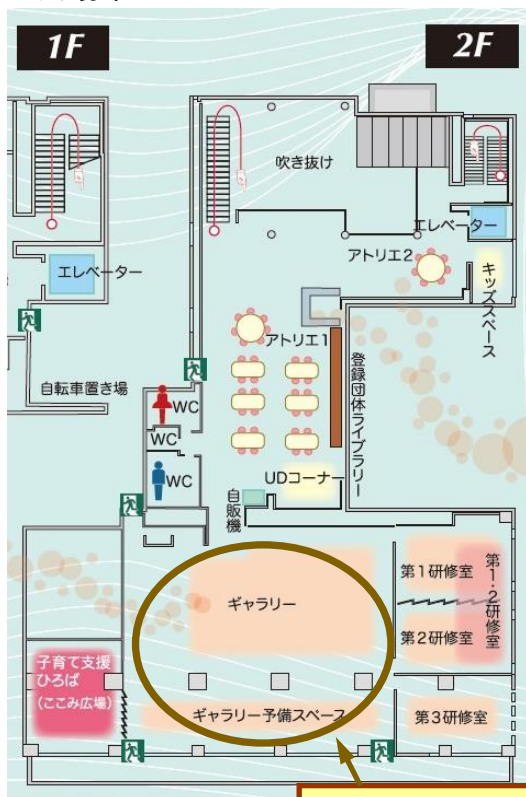 1F
2F
吹き抜け
エレベーター
エレベーター
アトリエ2
キッズスペース
アトリエ1
登録団体ライブラリー
自転車置き場
WC
WC
WC
UDコーナー
自販機
第1研修室
第1・2研修室
ギャラリー
第2研修室
子育て支援
ひろば
(ここみ広場)
ギャラリー予備スペース
第3研修室